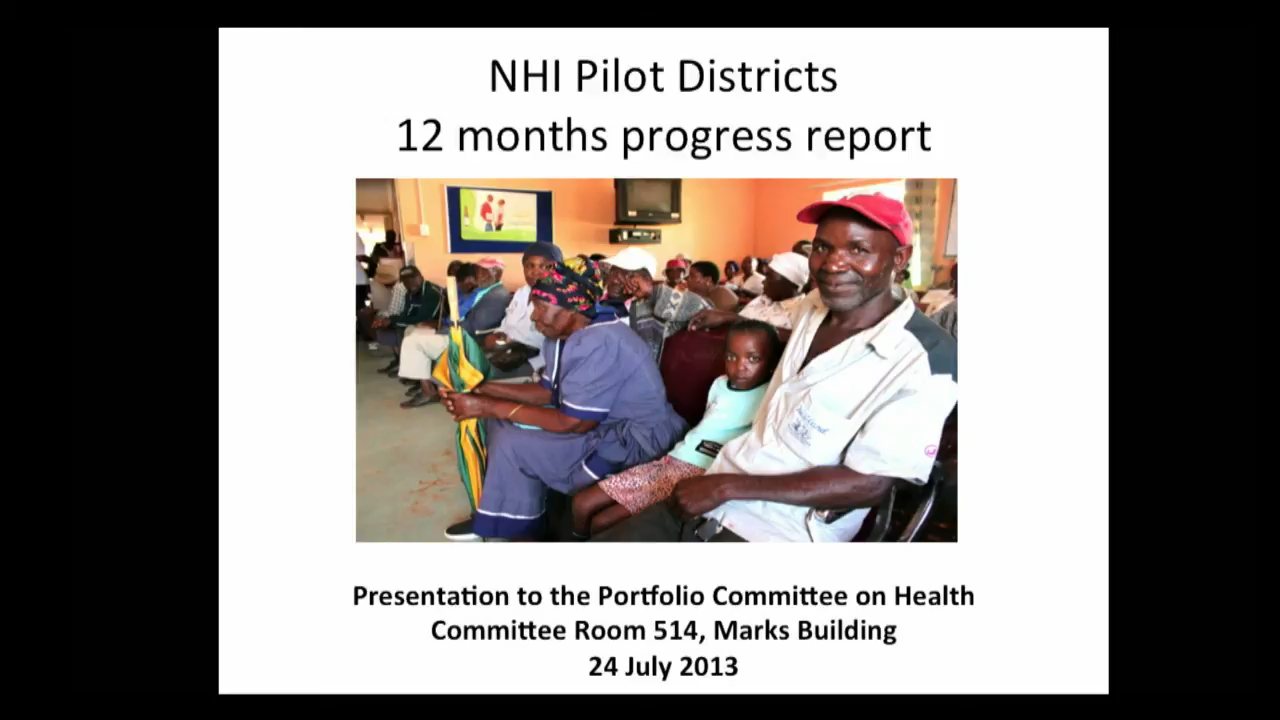 NHI Pilot Districts
12 months progress report
Presentation to the Portfolio Committee on Health
Committee Room 514, Marks Building
24 July 2013